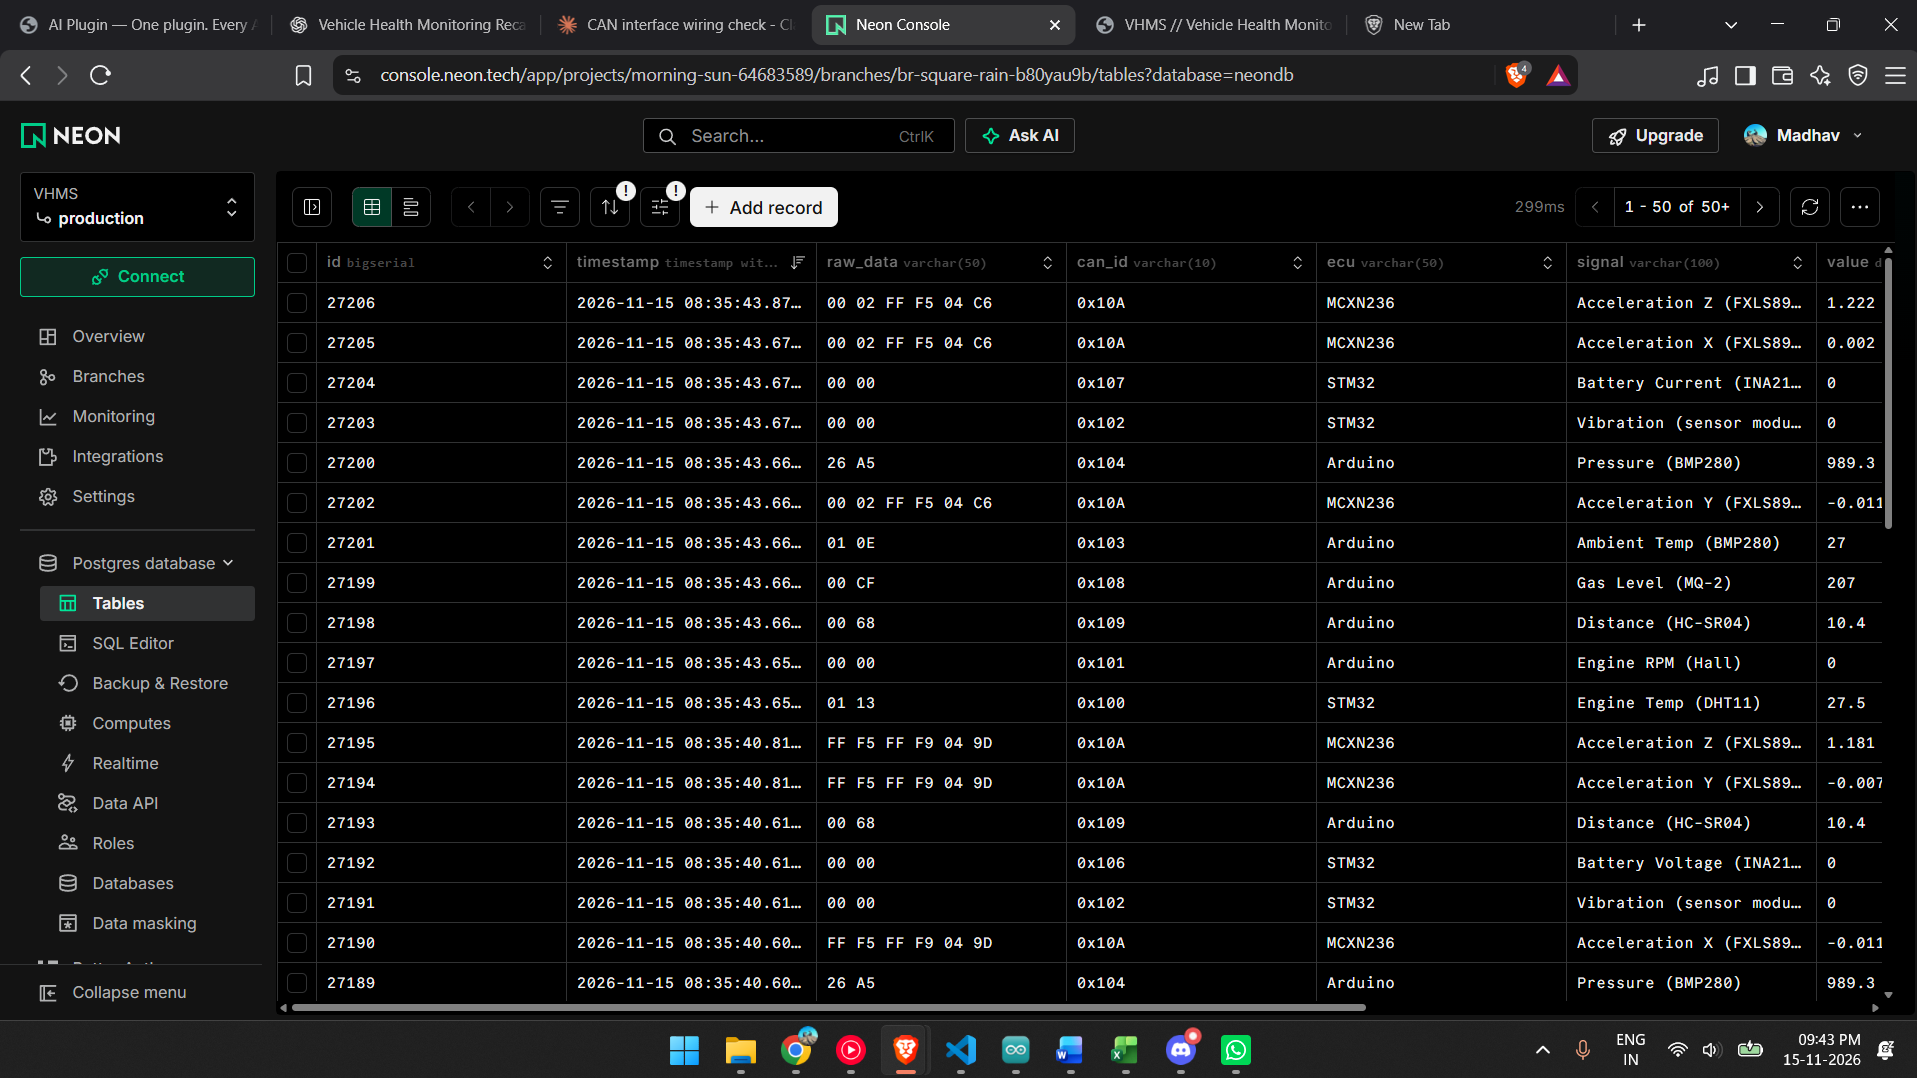 AI Plugin — One plugin. Every
Vehicle Health Monitoring Reca
CAN interface wiring check - Cl
Neon Console
VHMS // Vehicle Health Monito
New Tab
console.neon.tech/app/projects/morning-sun-64683589/branches/br-square-rain-b80yau9b/tables?database=neondb
4
NEON
Search... CtrlK
Ask AI
Upgrade
Madhav
VHMS
production
Connect
Overview
Branches
Monitoring
Integrations
Settings
Postgres database
Tables
SQL Editor
Backup & Restore
Computes
Realtime
Data API
Roles
Databases
Data masking
Collapse menu
! ! + Add record 299ms 1 - 50 of 50+
id bigserial timestamp timestamp wit... raw_data varchar(50) can_id varchar(10) ecu varchar(50) signal varchar(100) value d
27206 2026-11-15 08:35:43.87... 00 02 FF F5 04 C6 0x10A MCXN236 Acceleration Z (FXLS89... 1.222
27205 2026-11-15 08:35:43.67... 00 02 FF F5 04 C6 0x10A MCXN236 Acceleration X (FXLS89... 0.002
27204 2026-11-15 08:35:43.67... 00 00 0x107 STM32 Battery Current (INA21... 0
27203 2026-11-15 08:35:43.67... 00 00 0x102 STM32 Vibration (sensor modu... 0
27200 2026-11-15 08:35:43.66... 26 A5 0x104 Arduino Pressure (BMP280) 989.3
27202 2026-11-15 08:35:43.66... 00 02 FF F5 04 C6 0x10A MCXN236 Acceleration Y (FXLS89... -0.011
27201 2026-11-15 08:35:43.66... 01 0E 0x103 Arduino Ambient Temp (BMP280) 27
27199 2026-11-15 08:35:43.66... 00 CF 0x108 Arduino Gas Level (MQ-2) 207
27198 2026-11-15 08:35:43.66... 00 68 0x109 Arduino Distance (HC-SR04) 10.4
27197 2026-11-15 08:35:43.65... 00 00 0x101 Arduino Engine RPM (Hall) 0
27196 2026-11-15 08:35:43.65... 01 13 0x100 STM32 Engine Temp (DHT11) 27.5
27195 2026-11-15 08:35:40.81... FF F5 FF F9 04 9D 0x10A MCXN236 Acceleration Z (FXLS89... 1.181
27194 2026-11-15 08:35:40.81... FF F5 FF F9 04 9D 0x10A MCXN236 Acceleration Y (FXLS89... -0.007
27193 2026-11-15 08:35:40.61... 00 68 0x109 Arduino Distance (HC-SR04) 10.4
27192 2026-11-15 08:35:40.61... 00 00 0x106 STM32 Battery Voltage (INA21... 0
27191 2026-11-15 08:35:40.61... 00 00 0x102 STM32 Vibration (sensor modu... 0
27190 2026-11-15 08:35:40.60... FF F5 FF F9 04 9D 0x10A MCXN236 Acceleration X (FXLS89... -0.011
27189 2026-11-15 08:35:40.60... 26 A5 0x104 Arduino Pressure (BMP280) 989.3
ENG
IN
09:43 PM
15-11-2026